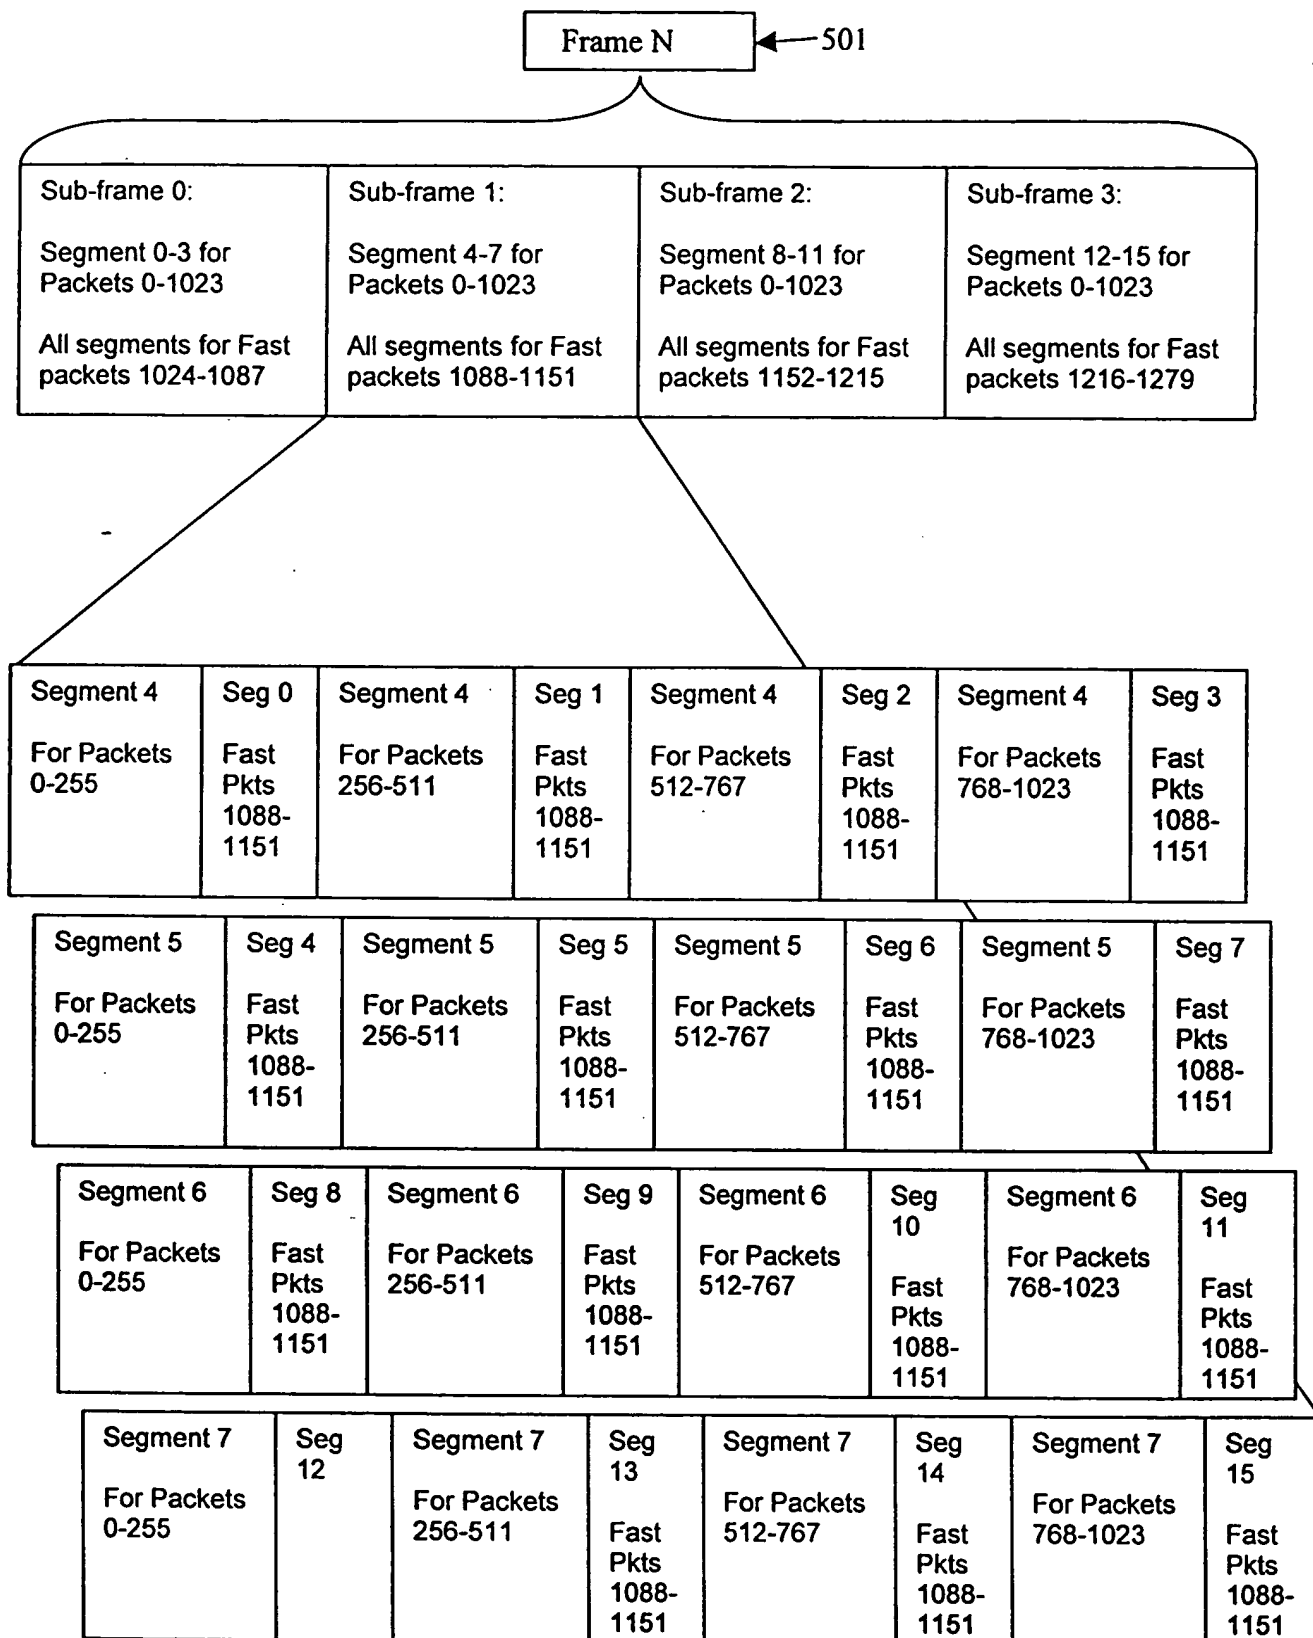 Frame N
501
Sub-frame 0:
Segment 0-3 for
Packets 0-1023
All segments for Fast
packets 1024-1087
Sub-frame 1:
Segment 4-7 for
Packets 0-1023
All segments for Fast
packets 1088-1151
Sub-frame 2:
Segment 8-11 for
Packets 0-1023
All segments for Fast
packets 1152-1215
Sub-frame 3:
Segment 12-15 for
Packets 0-1023
All segments for Fast
packets 1216-1279
Segment 4
For Packets
0-255
Seg 0
Fast
Pkts
1088-
1151
Segment 4
For Packets
256-511
Seg 1
Fast
Pkts
1088-
1151
Segment 4
For Packets
512-767
Seg 2
Fast
Pkts
1088-
1151
Segment 4
For Packets
768-1023
Seg 3
Fast
Pkts
1088-
1151
Segment 5
For Packets
0-255
Seg 4
Fast
Pkts
1088-
1151
Segment 5
For Packets
256-511
Seg 5
Fast
Pkts
1088-
1151
Segment 5
For Packets
512-767
Seg 6
Fast
Pkts
1088-
1151
Segment 5
For Packets
768-1023
Seg 7
Fast
Pkts
1088-
1151
Segment 6
For Packets
0-255
Seg 8
Fast
Pkts
1088-
1151
Segment 6
For Packets
256-511
Seg 9
Fast
Pkts
1088-
1151
Segment 6
For Packets
512-767
Seg
10
Fast
Pkts
1088-
1151
Segment 6
For Packets
768-1023
Seg
11
Fast
Pkts
1088-
1151
Segment 7
For Packets
0-255
Seg
12
Segment 7
For Packets
256-511
Seg
13
Fast
Pkts
1088-
1151
Segment 7
For Packets
512-767
Seg
14
Fast
Pkts
1088-
1151
Segment 7
For Packets
768-1023
Seg
15
Fast
Pkts
1088-
1151